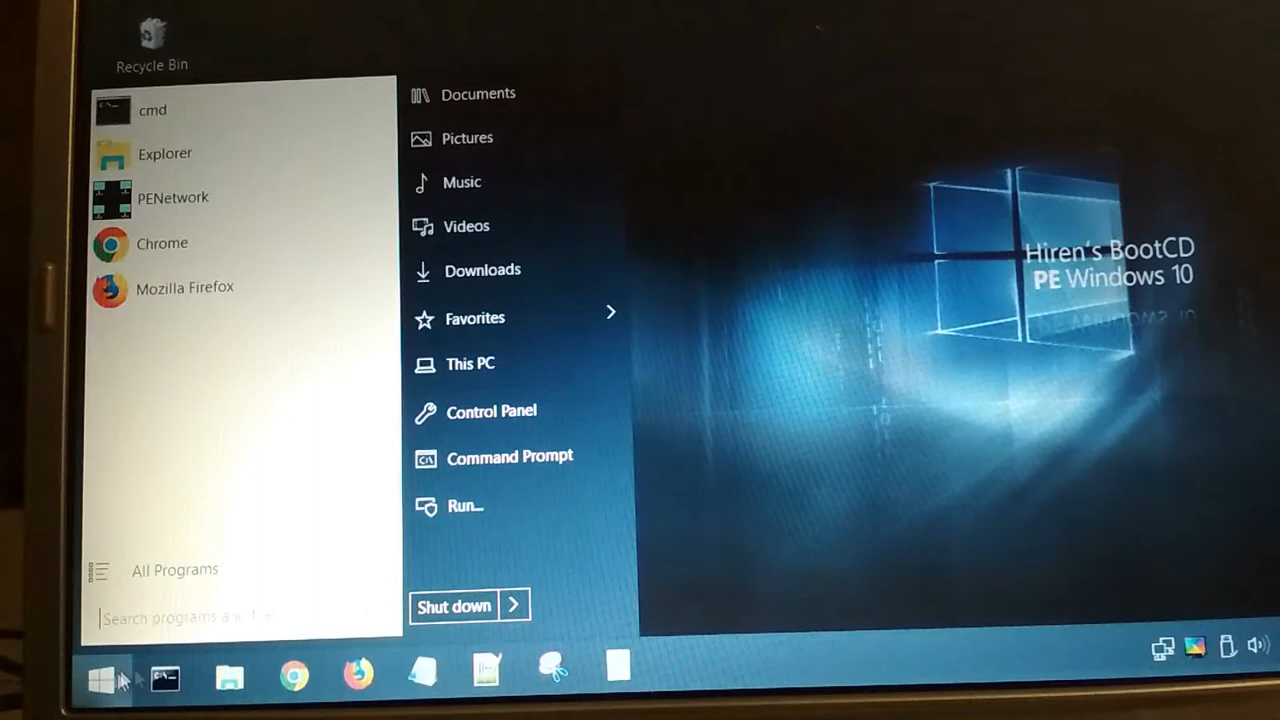 Recycle Bin
cmd
Explorer
PENetwork
Chrome
Mozilla Firefox
All Programs
Search programs and
Documents
Pictures
Music
Videos
Downloads
Favorites
This PC
Control Panel
Command Prompt
Run...
Shut down
Hiren's BootCD
PE Windows 10